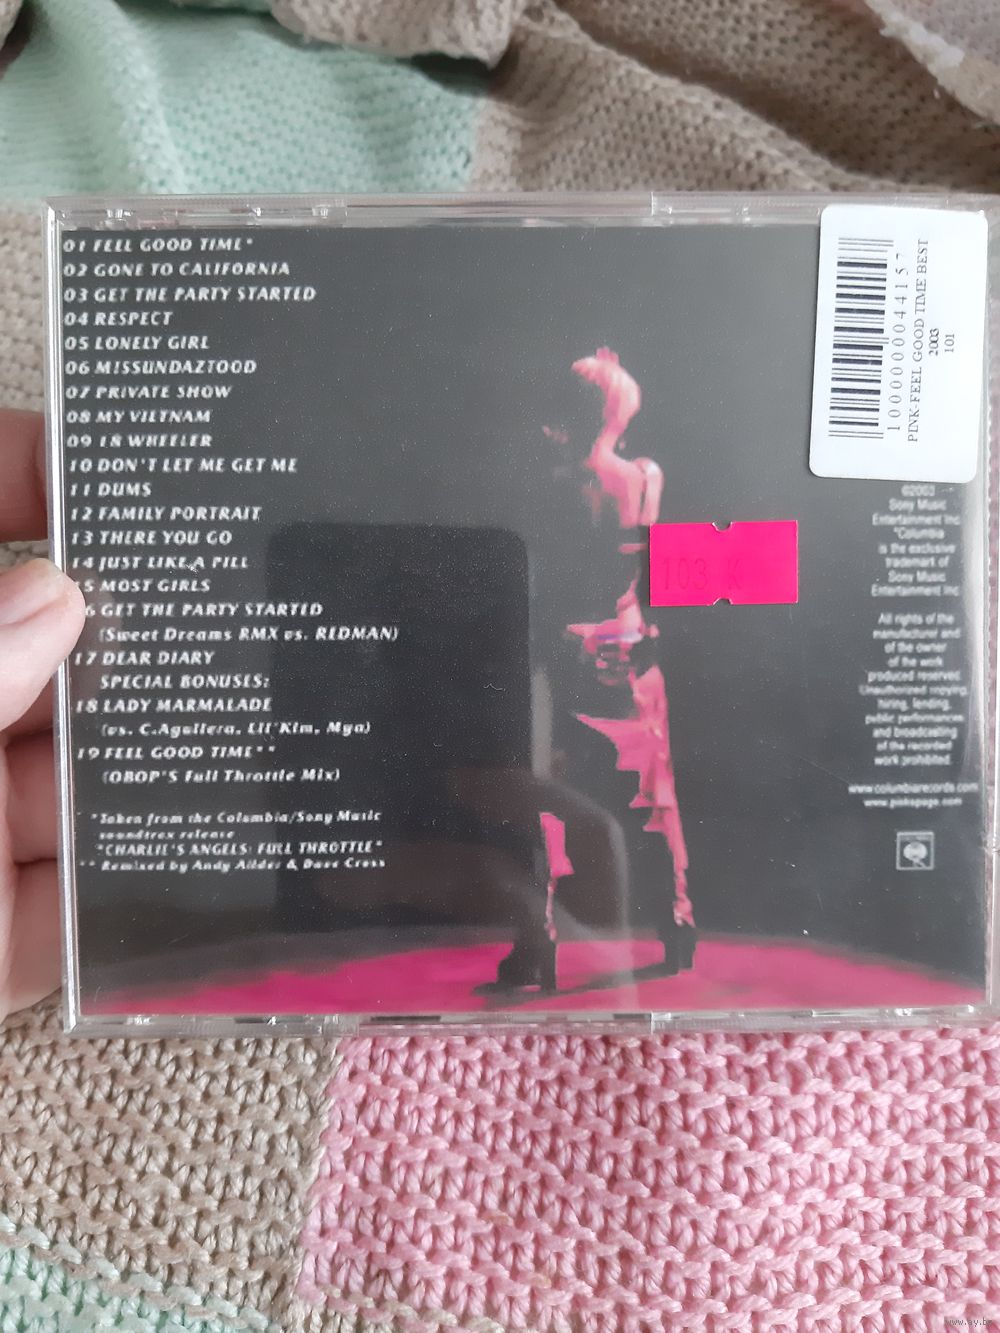 01 FELL GOOD TIME*
02 GONE TO CALIFORNIA
03 GET THE PARTY STARTED
04 RESPECT
05 LONELY GIRL
06 M!SSUNDAZTOOD
07 PRIVATE SHOW
08 MY VIETNAM
09 18 WHEELER
10 DON'T LET ME GET ME
11 DUMS
12 FAMILY PORTRAIT
13 THERE YOU GO
14 JUST LIKE A PILL
15 MOST GIRLS
6 GET THE PARTY STARTED
(Sweet Dreams RMX vs. REDMAN)
17 DEAR DIARY
SPECIAL BONUSES:
18 LADY MARMALADE
(vs. C.Aguilera, Lil'Kim, Mya)
19 FEEL GOOD TIME**
(OBOP'S Full Throttle Mix)
*Taken from the Columbia/Sony Music
soundtrax release
"CHARLIE'S ANGELS: FULL THROTTLE"
** Remixed by Andy Allder & Dave Cross
1000000044157
PINK-FEEL GOOD TIME BEST
2003
101
103 K
©2003
Sony Music
Entertainment Inc.
"Columbia
is the exclusive
trademark of
Sony Music
Entertainment Inc.
All rights of the
manufacturer and
of the owner
of the work
produced reserved.
Unauthorized copying,
hiring, lending,
public performances
and broadcasting
of the recorded
work prohibited.
www.columbiarecords.com
www.pinkspage.com